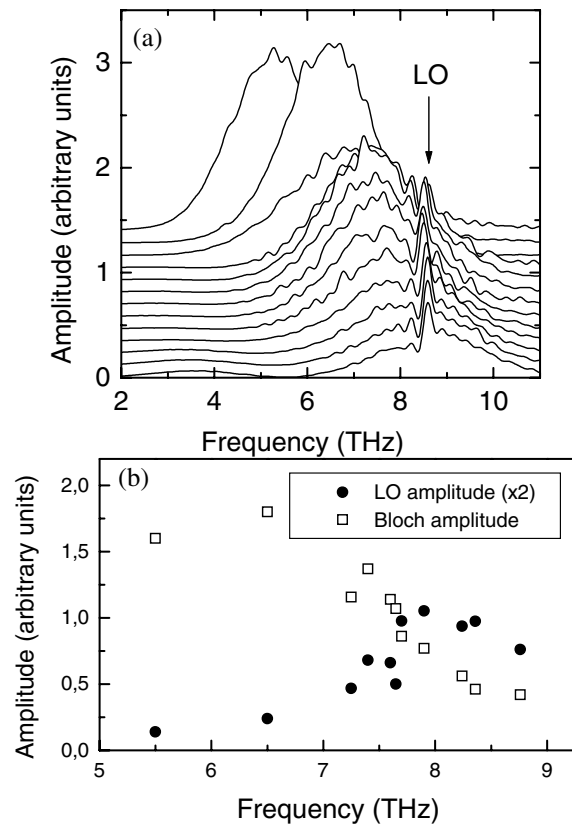 (a)
LO
3
2
1
0
Amplitude (arbitrary units)
2 4 6 8 10
Frequency (THz)
(b)
LO amplitude (x2)
Bloch amplitude
2,0
1,5
1,0
0,5
0,0
Amplitude (arbitrary units)
5 6 7 8 9
Frequency (THz)